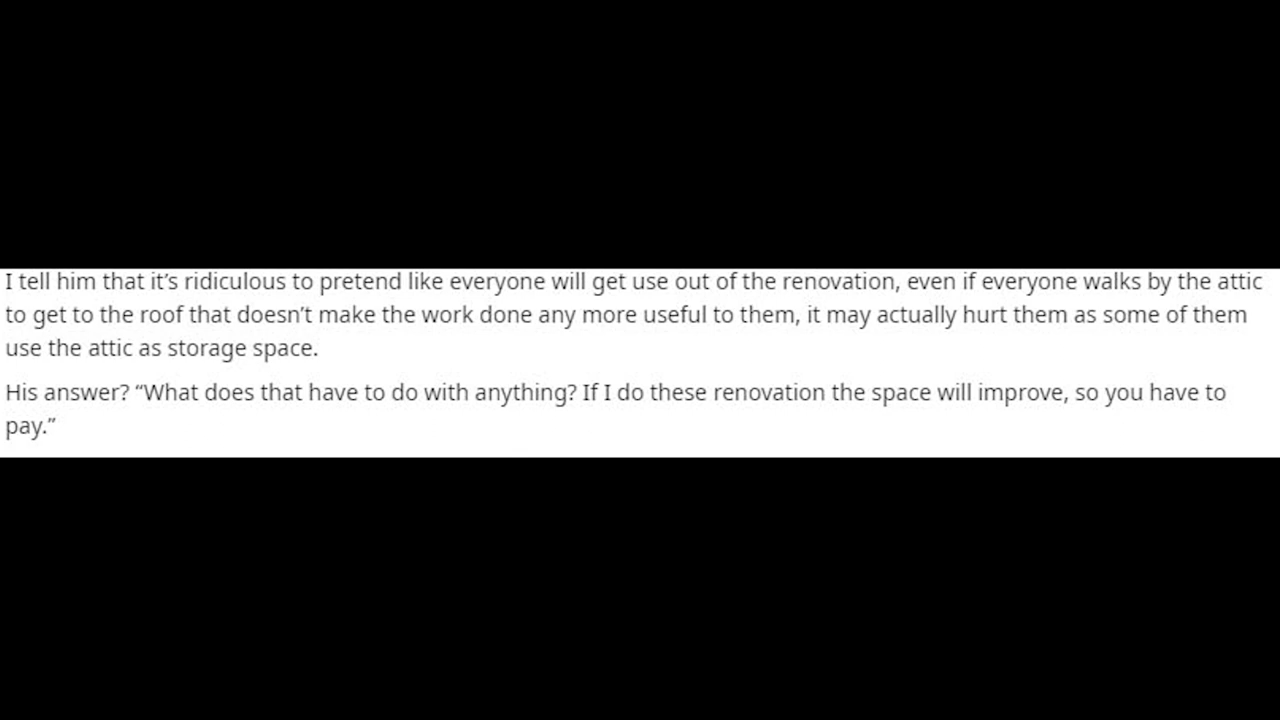 I tell him that it’s ridiculous to pretend like everyone will get use out of the renovation, even if everyone walks by the attic
to get to the roof that doesn’t make the work done any more useful to them, it may actually hurt them as some of them
use the attic as storage space.
His answer? “What does that have to do with anything? If I do these renovation the space will improve, so you have to
pay.”